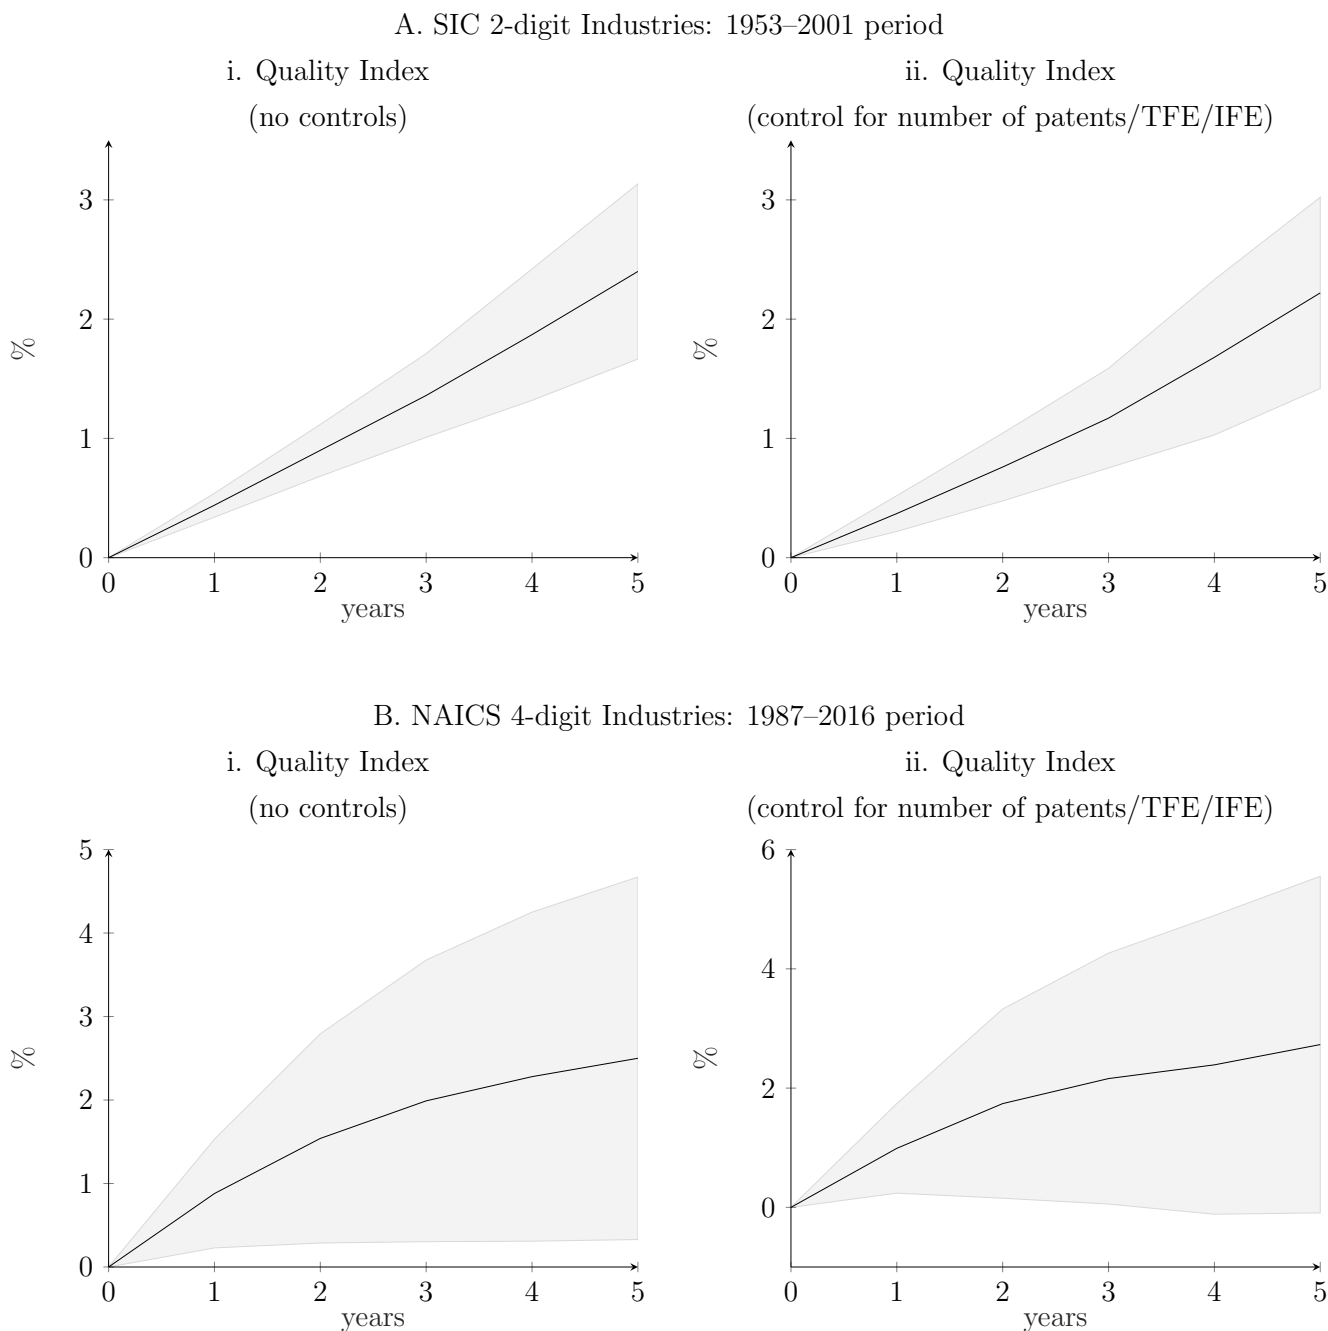 A. SIC 2-digit Industries: 1953–2001 period
i. Quality Index
(no controls)
3
2
1
0
%
0 1 2 3 4 5
years
ii. Quality Index
(control for number of patents/TFE/IFE)
3
2
1
0
%
0 1 2 3 4 5
years
B. NAICS 4-digit Industries: 1987–2016 period
i. Quality Index
(no controls)
5
4
3
2
1
0
%
0 1 2 3 4 5
years
ii. Quality Index
(control for number of patents/TFE/IFE)
6
4
2
0
%
0 1 2 3 4 5
years